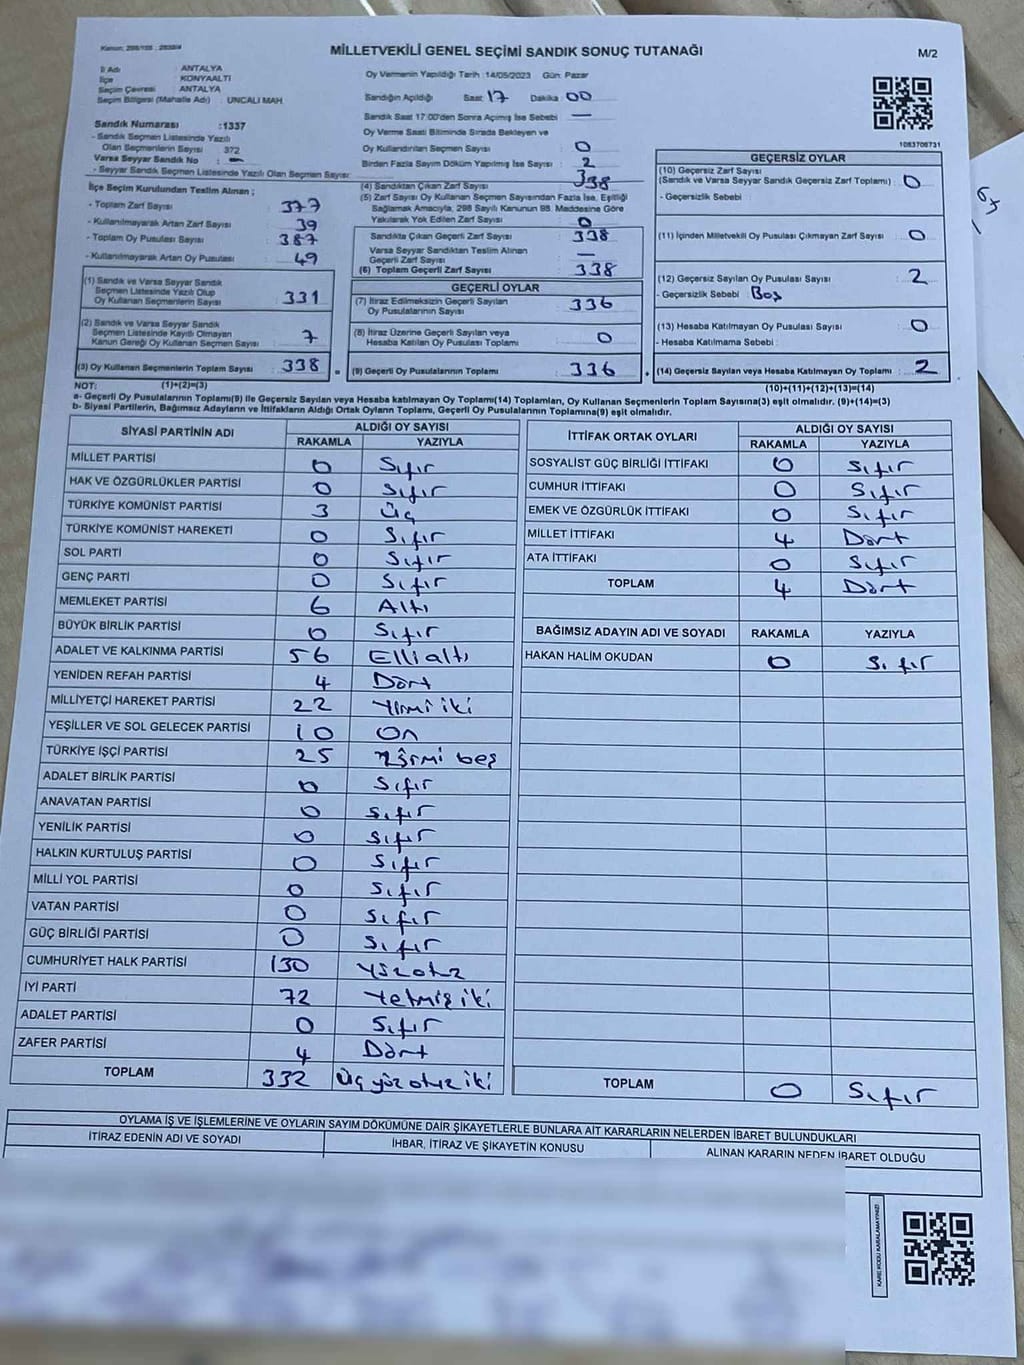 MİLLETVEKİLİ GENEL SEÇİMİ SANDIK SONUÇ TUTANAĞI
M/2
İl Adı : ANTALYA
İlçe : KONYAALTI
Seçim Çevresi : ANTALYA
Seçim Bölgesi (Mahalle Adı) : UNCALI MAH
Sandık Numarası :1337
- Sandık Seçmen Listesinde Yazılı
Olan Seçmenlerin Sayısı : 372
Varsa Seyyar Sandık No : —
- Seyyar Sandık Seçmen Listesinde Yazılı Olan Seçmen Sayısı:
İlçe Seçim Kurulundan Teslim Alınan ;
- Toplam Zarf Sayısı : 377
- Kullanılmayarak Artan Zarf Sayısı : 39
- Toplam Oy Pusulası Sayısı : 387
- Kullanılmayarak Artan Oy Pusulası : 49
(1) Sandık ve Varsa Seyyar Sandık
Seçmen Listesinde Yazılı Olup
Oy Kullanan Seçmenlerin Sayısı : 331
(2) Sandık ve Varsa Seyyar Sandık
Seçmen Listesinde Kayıtlı Olmayan
Kanun Gereği Oy Kullanan Seçmen Sayısı : 7
(3) Oy Kullanan Seçmenlerin Toplam Sayısı : 338
Oy Vermenin Yapıldığı Tarih :14/05/2023 Gün: Pazar
Sandığın Açıldığı Saat: 17 Dakika: 00
Sandık Saat 17:00'den Sonra Açımış İse Sebebi : —
Oy Verme Saati Bitiminde Sırada Bekleyen ve
Oy Kullandırılan Seçmen Sayısı : 0
Birden Fazla Sayım Döküm Yapılmış İse Sayısı : 2
(4) Sandıktan Çıkan Zarf Sayısı : 338
(5) Zarf Sayısı Oy Kullanan Seçmen Sayısından Fazla İse, Eşitliği
Sağlamak Amacıyla, 298 Sayılı Kanunun 98. Maddesine Göre
Yakılarak Yok Edilen Zarf Sayısı : 0
Sandıkta Çıkan Geçerli Zarf Sayısı : 338
Varsa Seyyar Sandıktan Teslim Alınan
Geçerli Zarf Sayısı : —
(6) Toplam Geçerli Zarf Sayısı : 338
GEÇERLİ OYLAR
(7) İtiraz Edilmeksizin Geçerli Sayılan
Oy Pusulalarının Sayısı : 336
(8) İtiraz Üzerine Geçerli Sayılan veya
Hesaba Katılan Oy Pusulası Toplamı : 0
(9) Geçerli Oy Pusulalarının Toplamı : 336
1083708731
GEÇERSİZ OYLAR
(10) Geçersiz Zarf Sayısı
(Sandık ve Varsa Seyyar Sandık Geçersiz Zarf Toplamı) : 0
- Geçersizlik Sebebi :
(11) İçinden Milletvekili Oy Pusulası Çıkmayan Zarf Sayısı : 0
(12) Geçersiz Sayılan Oy Pusulası Sayısı : 2
- Geçersizlik Sebebi : Boş
(13) Hesaba Katılmayan Oy Pusulası Sayısı : 0
- Hesaba Katılmama Sebebi :
(14) Geçersiz Sayılan veya Hesaba Katılmayan Oy Toplamı : 2
NOT: (1)+(2)=(3) (10)+(11)+(12)+(13)=(14)
a- Geçerli Oy Pusulalarının Toplamı(9) ile Geçersiz Sayılan veya Hesaba katılmayan Oy Toplamı(14) Toplamları, Oy Kullanan Seçmenlerin Toplam Sayısına(3) eşit olmalıdır. (9)+(14)=(3)
b- Siyasi Partilerin, Bağımsız Adayların ve İttifakların Aldığı Ortak Oyların Toplamı, Geçerli Oy Pusulalarının Toplamına(9) eşit olmalıdır.
SİYASİ PARTİNİN ADI ALDIĞI OY SAYISI
RAKAMLA YAZIYLA
MİLLET PARTİSİ 0 Sıfır
HAK VE ÖZGÜRLÜKLER PARTİSİ 0 Sıfır
TÜRKİYE KOMÜNİST PARTİSİ 3 Üç
TÜRKİYE KOMÜNİST HAREKETİ 0 Sıfır
SOL PARTİ 0 Sıfır
GENÇ PARTİ 0 Sıfır
MEMLEKET PARTİSİ 6 Altı
BÜYÜK BİRLİK PARTİSİ 0 Sıfır
ADALET VE KALKINMA PARTİSİ 56 Elli altı
YENİDEN REFAH PARTİSİ 4 Dört
MİLLİYETÇİ HAREKET PARTİSİ 22 Yirmi iki
YEŞİLLER VE SOL GELECEK PARTİSİ 10 On
TÜRKİYE İŞÇİ PARTİSİ 25 Yirmi beş
ADALET BİRLİK PARTİSİ 0 Sıfır
ANAVATAN PARTİSİ 0 Sıfır
YENİLİK PARTİSİ 0 Sıfır
HALKIN KURTULUŞ PARTİSİ 0 Sıfır
MİLLİ YOL PARTİSİ 0 Sıfır
VATAN PARTİSİ 0 Sıfır
GÜÇ BİRLİĞİ PARTİSİ 0 Sıfır
CUMHURİYET HALK PARTİSİ 130 Yüz otuz
İYİ PARTİ 72 Yetmiş iki
ADALET PARTİSİ 0 Sıfır
ZAFER PARTİSİ 4 Dört
TOPLAM 332 Üç yüz otuz iki
İTTİFAK ORTAK OYLARI ALDIĞI OY SAYISI
RAKAMLA YAZIYLA
SOSYALİST GÜÇ BİRLİĞİ İTTİFAKI 0 Sıfır
CUMHUR İTTİFAKI 0 Sıfır
EMEK VE ÖZGÜRLÜK İTTİFAKI 0 Sıfır
MİLLET İTTİFAKI 4 Dört
ATA İTTİFAKI 0 Sıfır
TOPLAM 4 Dört
BAĞIMSIZ ADAYIN ADI VE SOYADI RAKAMLA YAZIYLA
HAKAN HALİM OKUDAN 0 Sıfır
TOPLAM 0 Sıfır
OYLAMA İŞ VE İŞLEMLERİNE VE OYLARIN SAYIM DÖKÜMÜNE DAİR ŞİKAYETLERLE BUNLARA AİT KARARLARIN NELERDEN İBARET BULUNDUKLARI
İTİRAZ EDENİN ADI VE SOYADI İHBAR, İTİRAZ VE ŞİKAYETİN KONUSU ALINAN KARARIN NEDEN İBARET OLDUĞU
KARE KODU KARALAMAYINIZ!